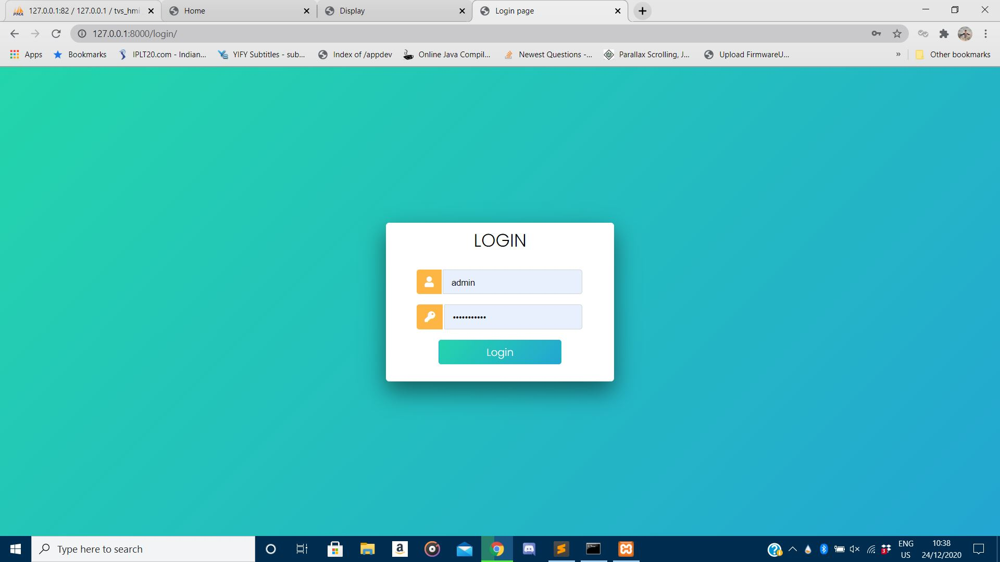 127.0.0.1:82 / 127.0.0.1 / tvs_hmi
Home
Display
Login page
127.0.0.1:8000/login/
Apps
Bookmarks
IPLT20.com - Indian...
YIFY Subtitles - sub...
Index of /appdev
Online Java Compil...
Newest Questions -...
Parallax Scrolling, J...
Upload FirmwareU...
»
Other bookmarks
LOGIN
admin
•••••••••••
Login
Type here to search
ENG
US
10:38
24/12/2020